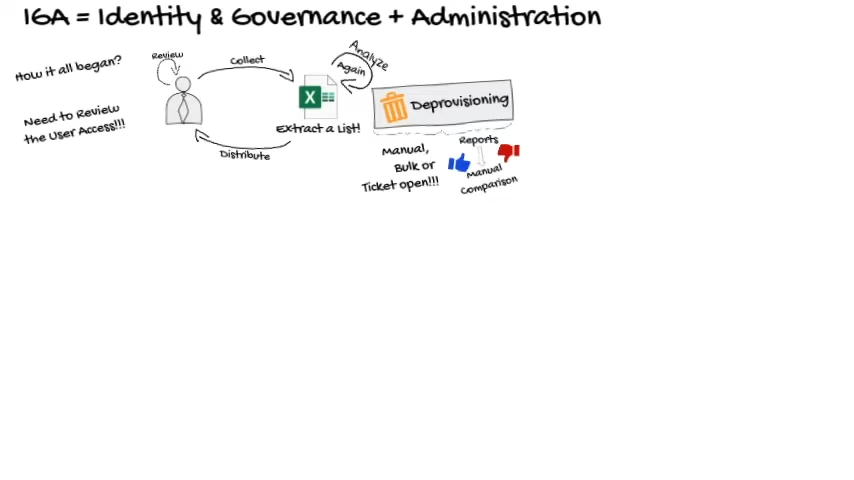 IGA = Identity & Governance + Administration
How it all began?
Need to Review
the User Access!!!
Review
Collect
Distribute
X
Extract a List!
Analyze
Again
Deprovisioning
Manual,
Bulk or
Ticket open!!!
Reports
Manual
Comparison